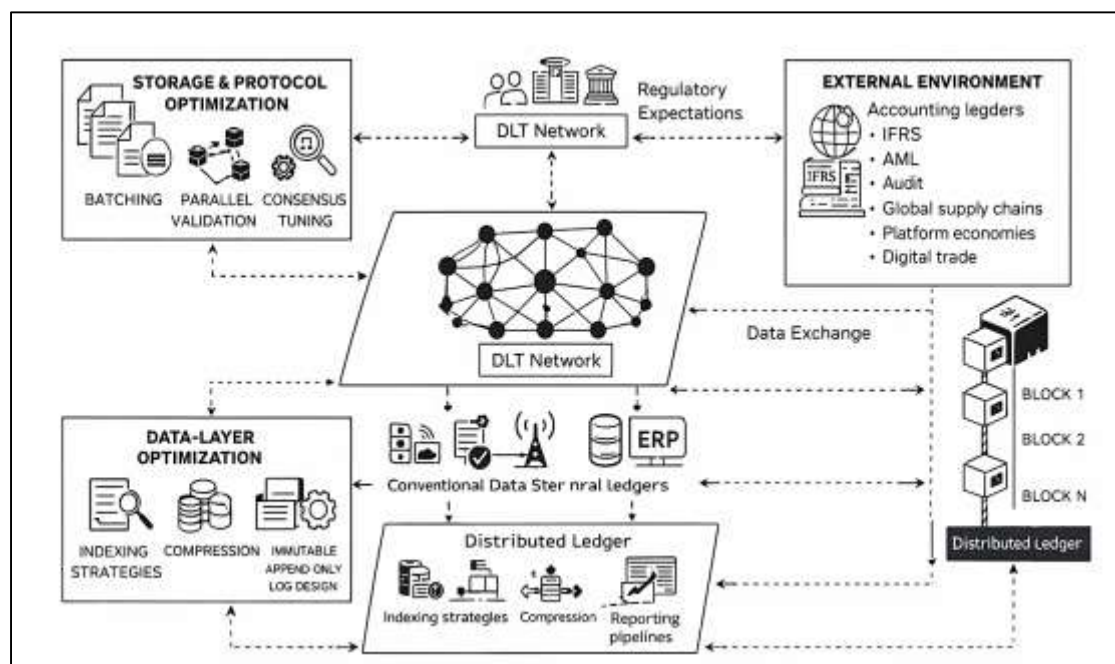 STORAGE & PROTOCOL
OPTIMIZATION
BATCHING
PARALLEL
VALIDATION
CONSENSUS
TUNING
DLT Network
Regulatory
Expectations
EXTERNAL ENVIRONMENT
Accounting legders
• IFRS
• AML
• Audit
• Global supply chains
• Platform economies
• Digital trade
IFRS
DLT Network
Data Exchange
BLOCK 1
BLOCK 2
BLOCK N
Distributed Ledger
DATA-LAYER
OPTIMIZATION
INDEXING
STRATEGIES
COMPRESSION
IMMUTABLE
APPEND ONLY
LOG DESIGN
ERP
Conventional Data Ster nral ledgers
Distributed Ledger
Indexing strategles
Compression
Reporting
pipelines